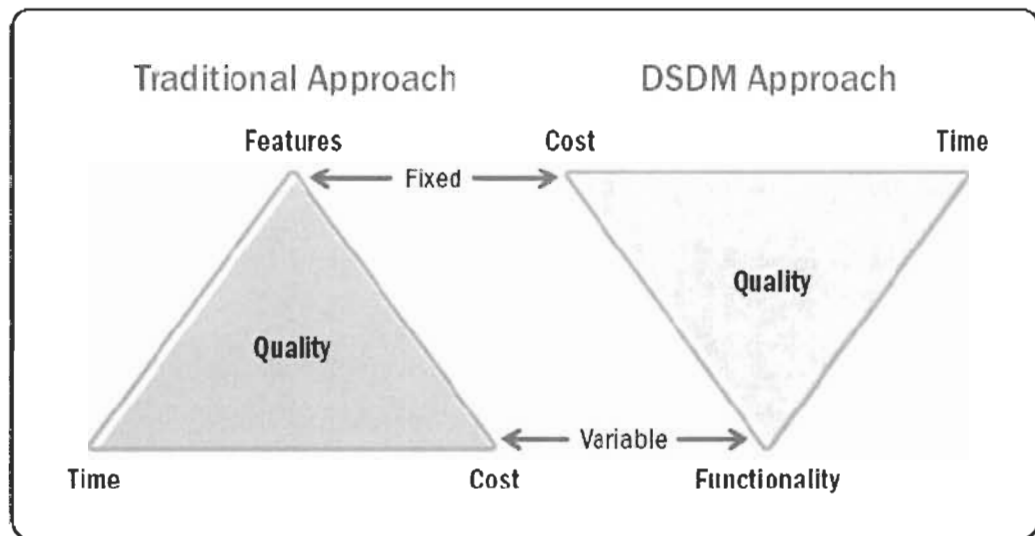 Traditional Approach
DSDM Approach
Features
Cost
Time
Fixed
Quality
Quality
Variable
Time
Cost
Functionality